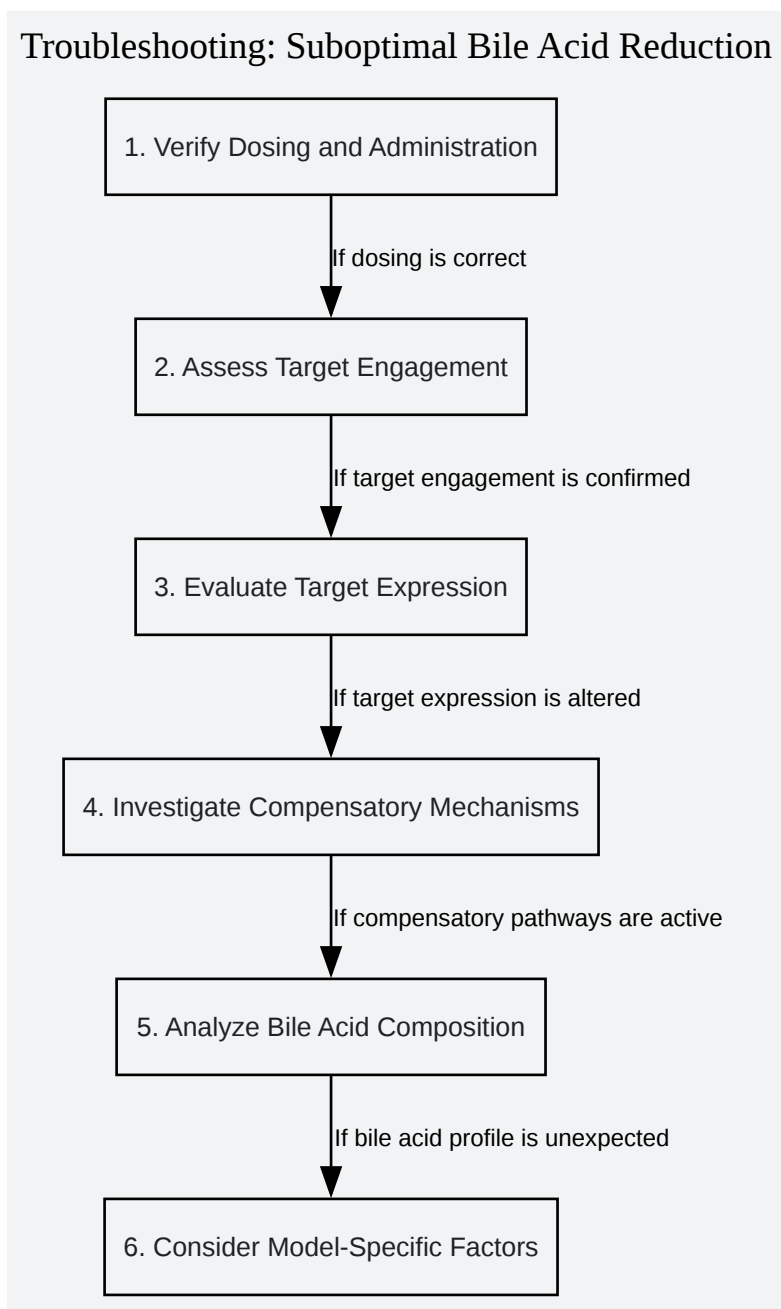 Troubleshooting: Suboptimal Bile Acid Reduction
1. Verify Dosing and Administration
If dosing is correct
2. Assess Target Engagement
If target engagement is confirmed
3. Evaluate Target Expression
If target expression is altered
4. Investigate Compensatory Mechanisms
If compensatory pathways are active
5. Analyze Bile Acid Composition
If bile acid profile is unexpected
6. Consider Model-Specific Factors